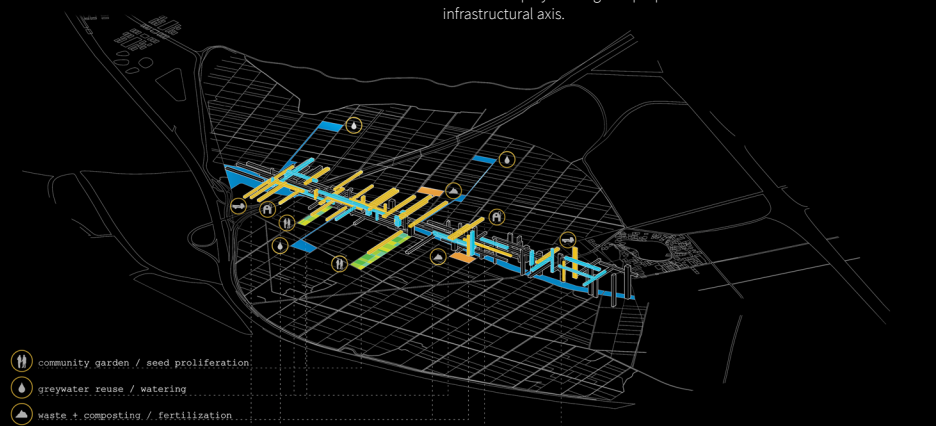 infrastructural axis.
community garden / seed proliferation
greywater reuse / watering
waste + composting / fertilization